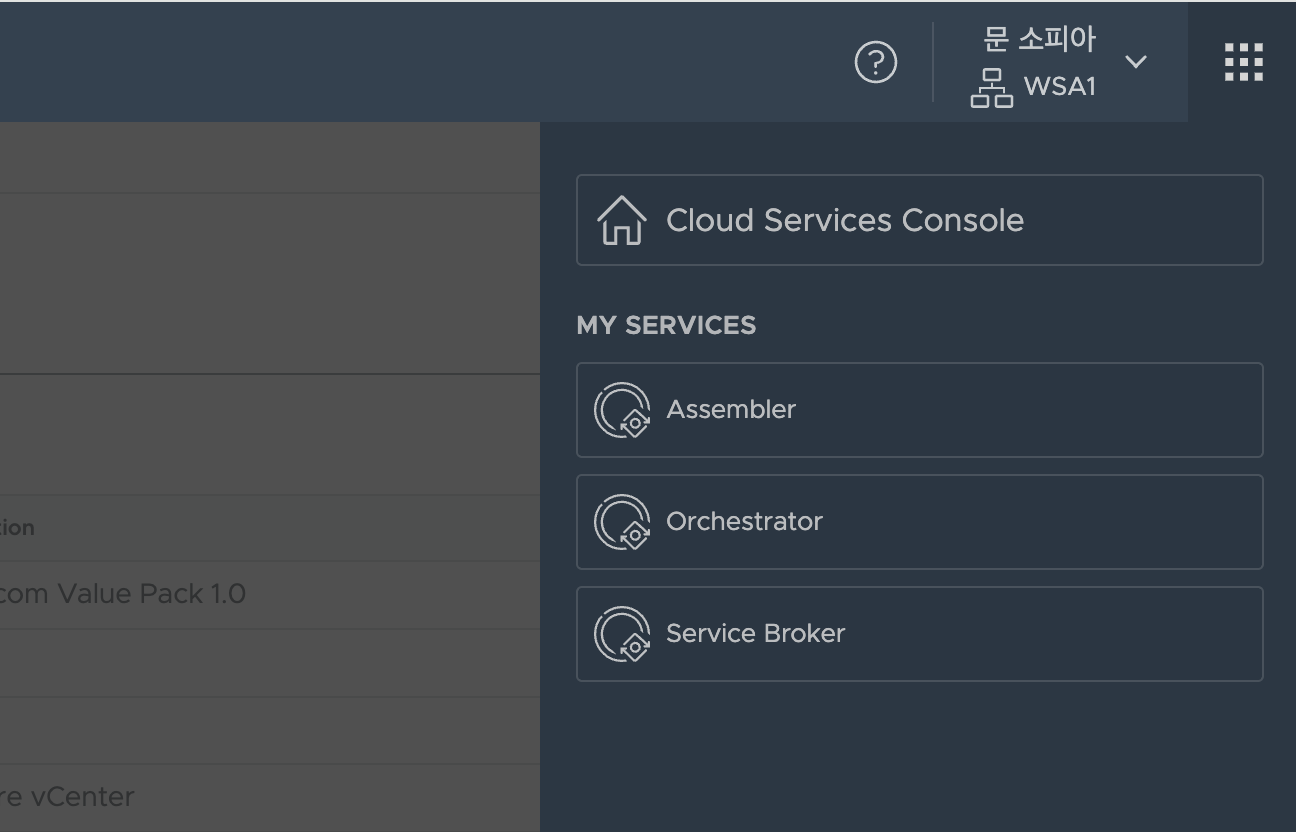 ?
문 소피아
WSA1
Cloud Services Console
MY SERVICES
Assembler
Orchestrator
Service Broker
tion
com Value Pack 1.0
re vCenter